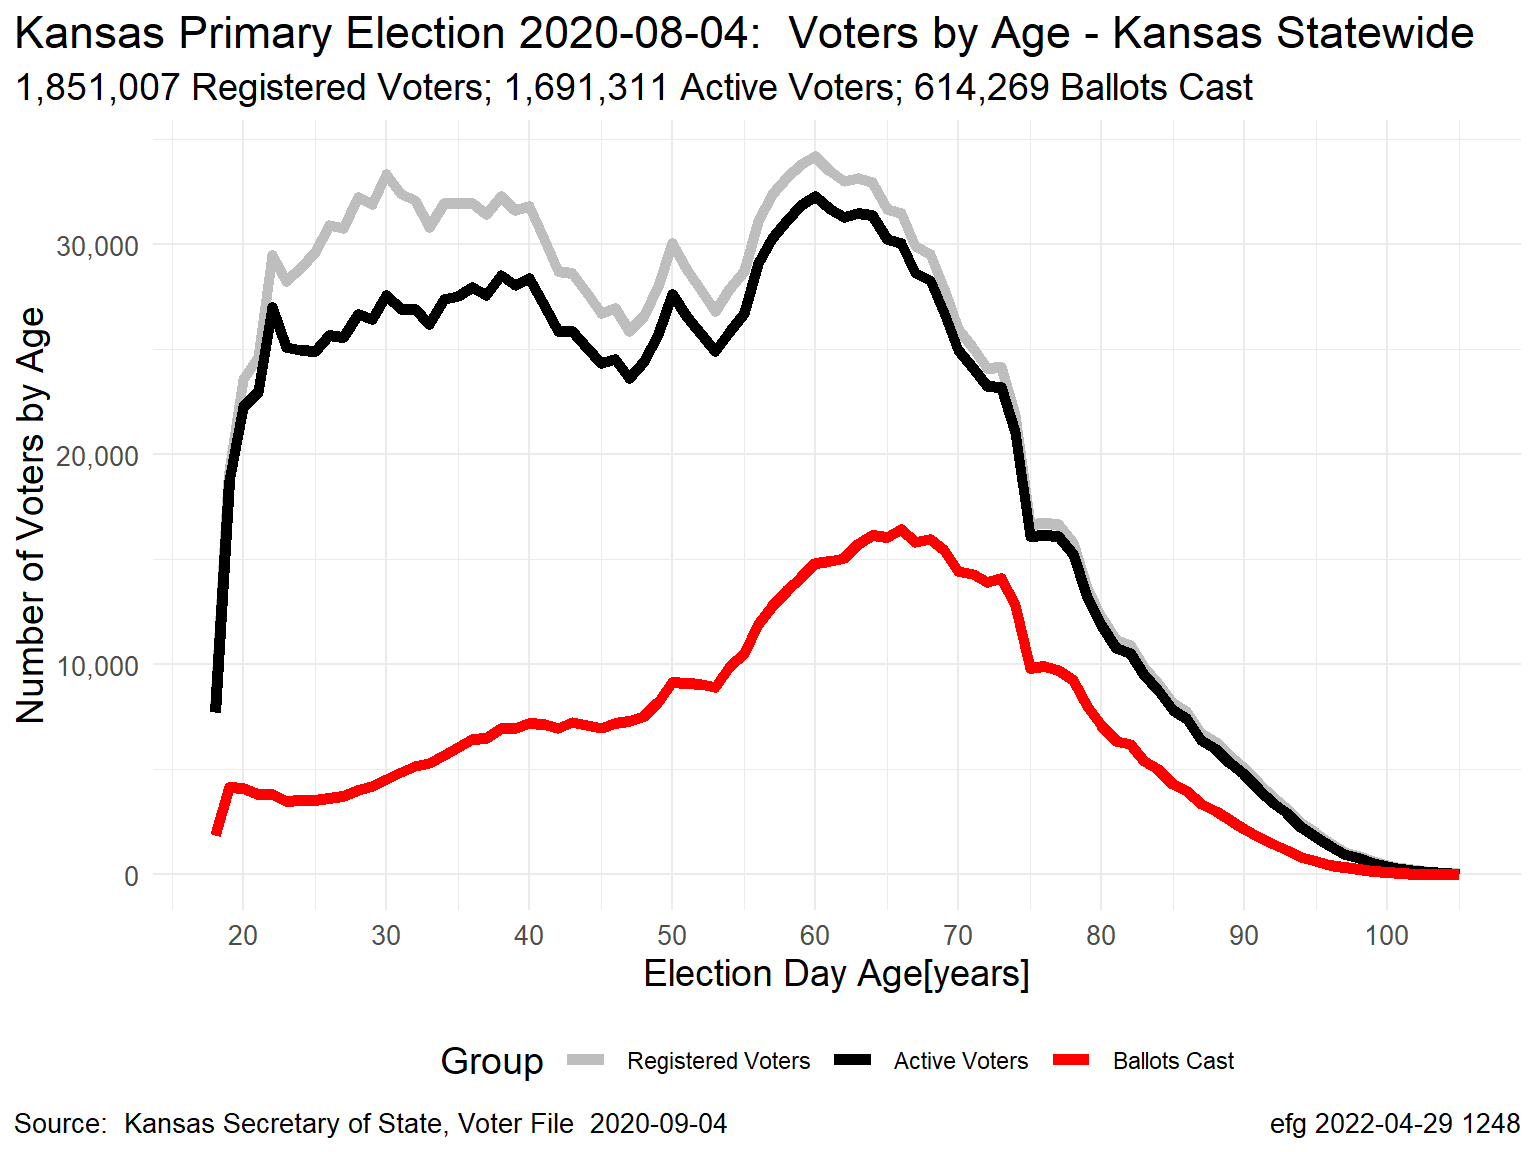 Kansas Primary Election 2020-08-04:  Voters by Age - Kansas Statewide
1,851,007 Registered Voters; 1,691,311 Active Voters; 614,269 Ballots Cast
Number of Voters by Age
30,000
20,000
10,000
0
20 30 40 50 60 70 80 90 100
Election Day Age[years]
Group Registered Voters Active Voters Ballots Cast
Source:  Kansas Secretary of State, Voter File  2020-09-04
efg 2022-04-29 1248